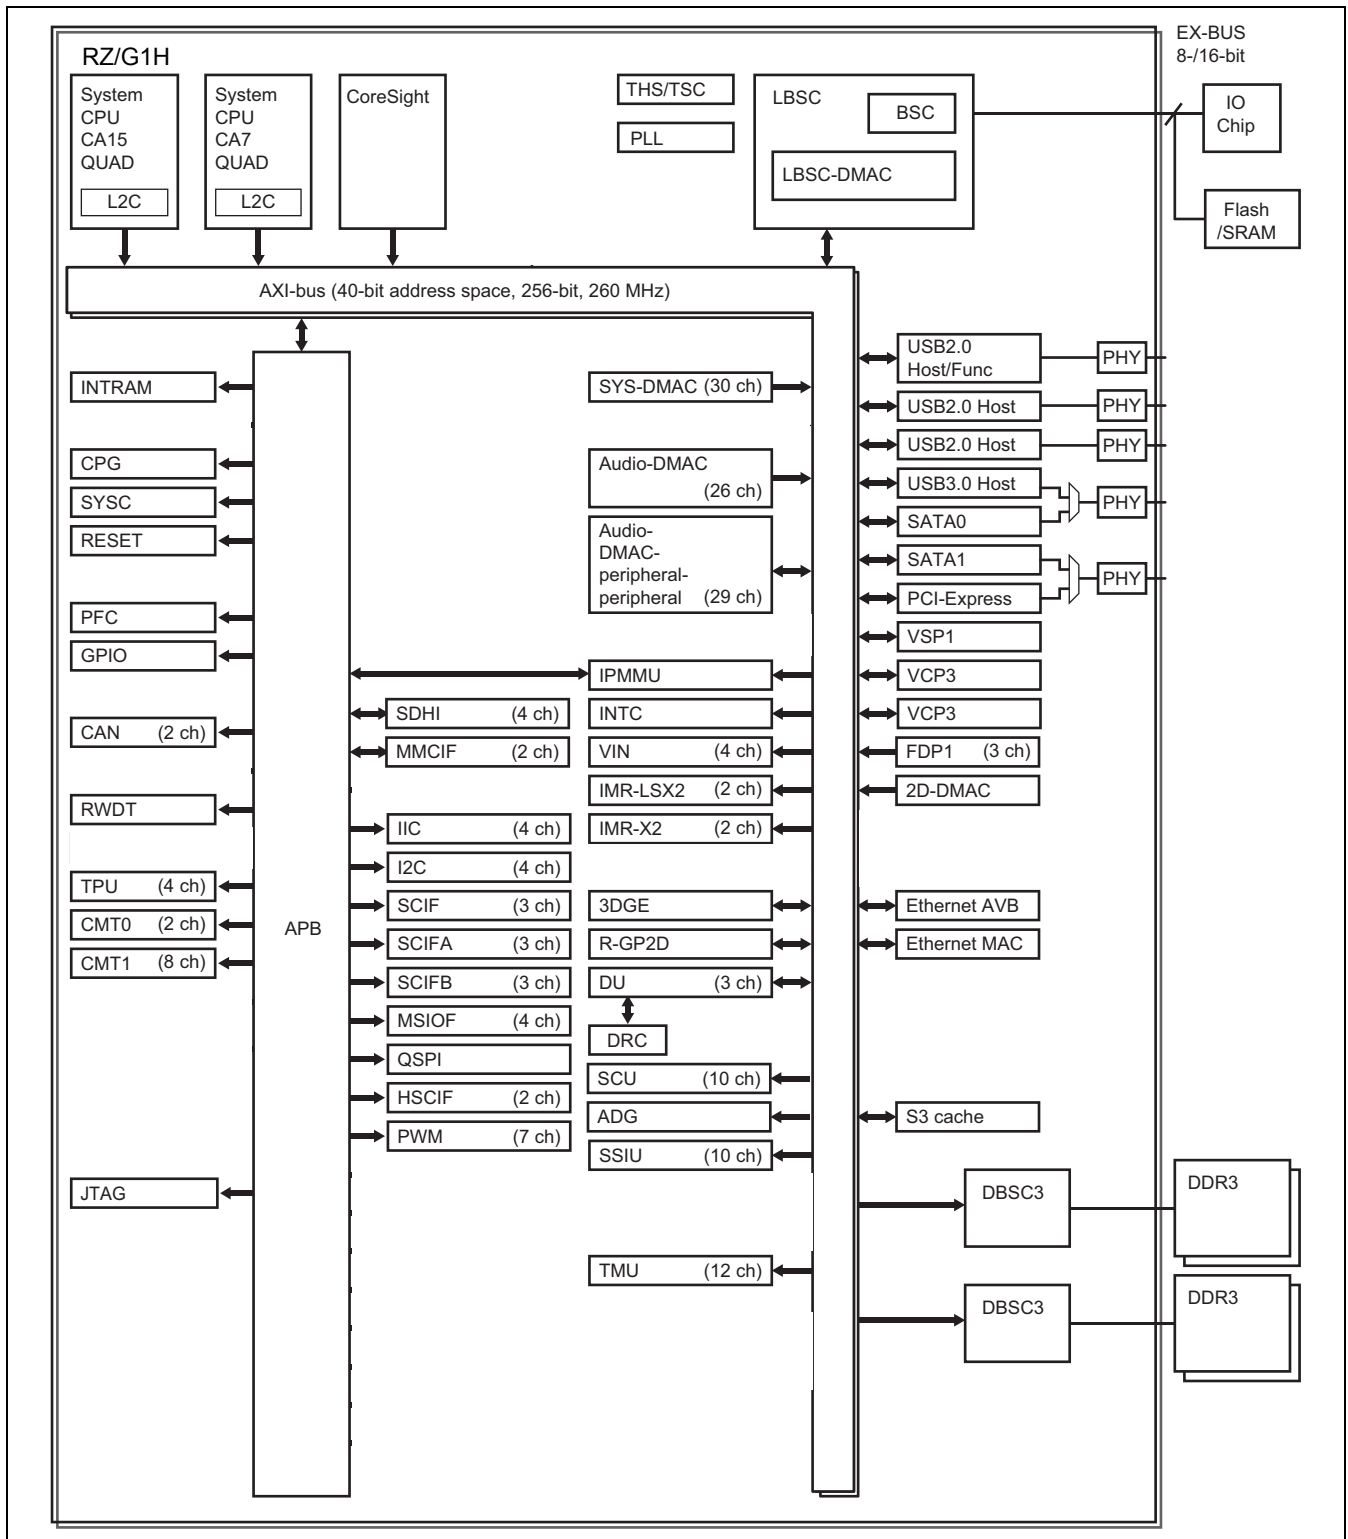 EX-BUS
8-/16-bit
RZ/G1H
System
CPU
CA15
QUAD
L2C
System
CPU
CA7
QUAD
L2C
CoreSight
THS/TSC
PLL
LBSC
BSC
LBSC-DMAC
IO
Chip
Flash
/SRAM
AXI-bus (40-bit address space, 256-bit, 260 MHz)
INTRAM
CPG
SYSC
RESET
PFC
GPIO
CAN (2 ch)
RWDT
TPU (4 ch)
CMT0 (2 ch)
CMT1 (8 ch)
JTAG
APB
SDHI (4 ch)
MMCIF (2 ch)
IIC (4 ch)
I2C (4 ch)
SCIF (3 ch)
SCIFA (3 ch)
SCIFB (3 ch)
MSIOF (4 ch)
QSPI
HSCIF (2 ch)
PWM (7 ch)
SYS-DMAC (30 ch)
Audio-DMAC
(26 ch)
Audio-
DMAC-
peripheral-
peripheral (29 ch)
IPMMU
INTC
VIN (4 ch)
IMR-LSX2 (2 ch)
IMR-X2 (2 ch)
3DGE
R-GP2D
DU (3 ch)
DRC
SCU (10 ch)
ADG
SSIU (10 ch)
TMU (12 ch)
USB2.0
Host/Func
PHY
USB2.0 Host
PHY
USB2.0 Host
PHY
USB3.0 Host
SATA0
PHY
SATA1
PCI-Express
PHY
VSP1
VCP3
VCP3
FDP1 (3 ch)
2D-DMAC
Ethernet AVB
Ethernet MAC
S3 cache
DBSC3
DDR3
DBSC3
DDR3